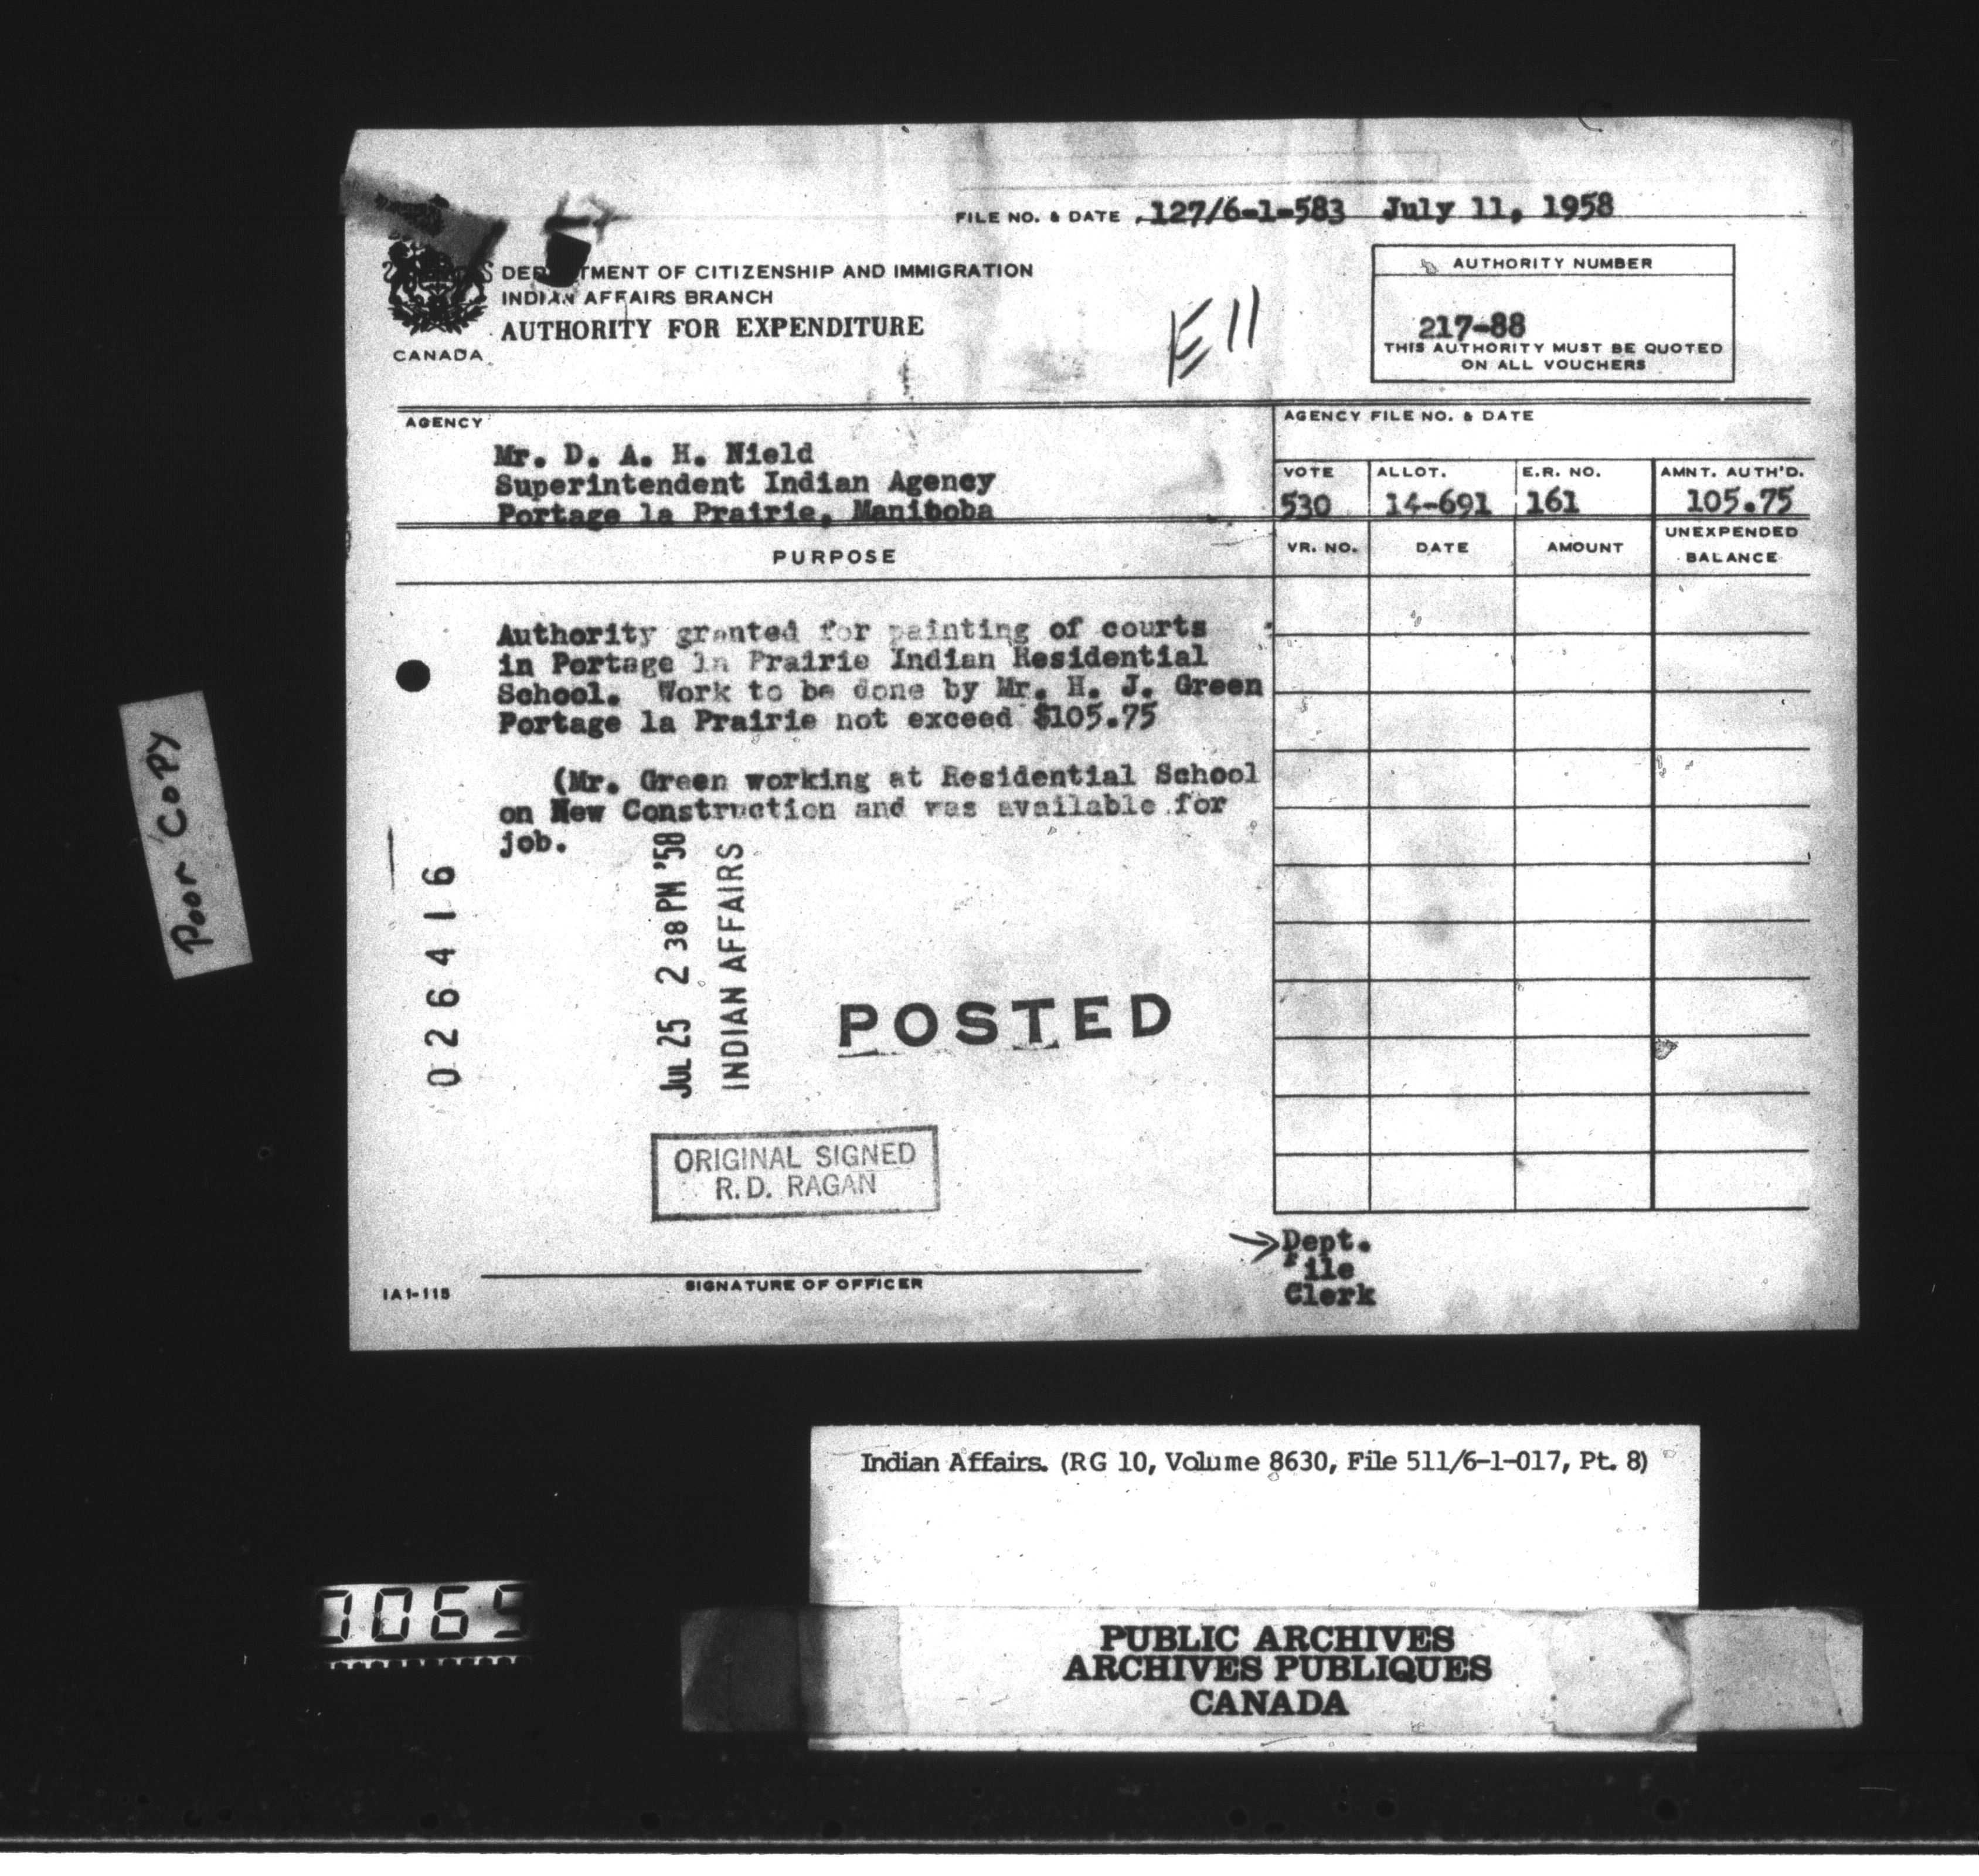 FILE NO. & DATE 127/6-1-583 July 11, 1958
DEPARTMENT OF CITIZENSHIP AND IMMIGRATION
INDIAN AFFAIRS BRANCH
AUTHORITY FOR EXPENDITURE
CANADA
E11
AUTHORITY NUMBER
217-88
THIS AUTHORITY MUST BE QUOTED
ON ALL VOUCHERS
AGENCY
Mr. D. A. H. Nield
Superintendent Indian Agency
Portage la Prairie, Manitoba
AGENCY FILE NO. & DATE
VOTE ALLOT. E.R. NO. AMNT. AUTH'D.
530 14-691 161 105.75
PURPOSE
VR. NO. DATE AMOUNT UNEXPENDED BALANCE
Authority granted for painting of courts
in Portage la Prairie Indian Residential
School. Work to be done by Mr. H. J. Green
Portage la Prairie not exceed $105.75
(Mr. Green working at Residential School
on New Construction and was available for
job.
026416
JUL 25 2 38 PM '58
INDIAN AFFAIRS
POSTED
ORIGINAL SIGNED
R.D. RAGAN
SIGNATURE OF OFFICER
IA1-115
Dept.
File
Clerk
Poor Copy
Indian Affairs. (RG 10, Volume 8630, File 511/6-1-017, Pt. 8)
PUBLIC ARCHIVES
ARCHIVES PUBLIQUES
CANADA